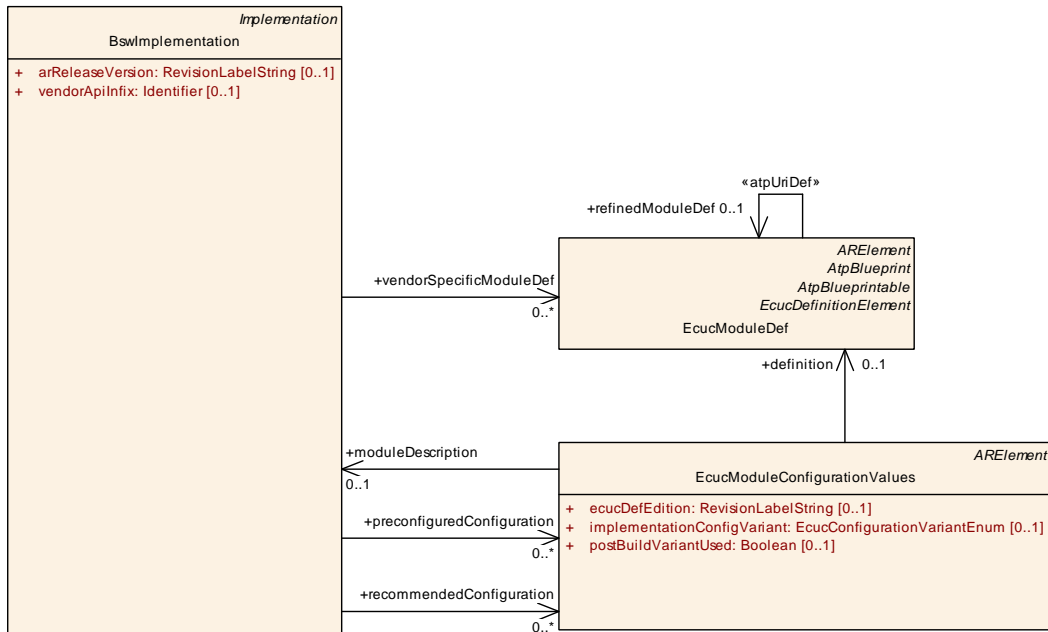 Implementation
BswImplementation
+ arReleaseVersion: RevisionLabelString [0..1]
+ vendorApiInfix: Identifier [0..1]
«atpUriDef»
+refinedModuleDef 0..1
ARElement
AtpBlueprint
AtpBlueprintable
EcucDefinitionElement
EcucModuleDef
+vendorSpecificModuleDef
0..*
+definition 0..1
+moduleDescription
0..1
ARElement
EcucModuleConfigurationValues
+ ecucDefEdition: RevisionLabelString [0..1]
+ implementationConfigVariant: EcucConfigurationVariantEnum [0..1]
+ postBuildVariantUsed: Boolean [0..1]
+preconfiguredConfiguration
0..*
+recommendedConfiguration
0..*